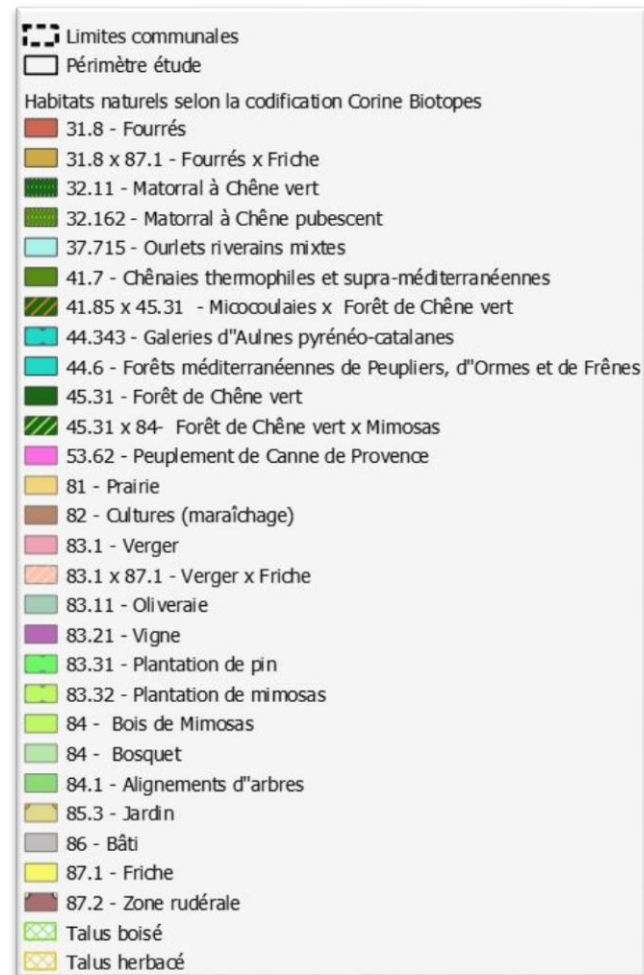 Limites communales
Périmètre étude
Habitats naturels selon la codification Corine Biotopes
31.8 - Fourrés
31.8 x 87.1 - Fourrés x Friche
32.11 - Matorral à Chêne vert
32.162 - Matorral à Chêne pubescent
37.715 - Ourlets riverains mixtes
41.7 - Chênaies thermophiles et supra-méditerranéennes
41.85 x 45.31  - Micocoulaies x  Forêt de Chêne vert
44.343 - Galeries d"Aulnes pyrénéo-catalanes
44.6 - Forêts méditerranéennes de Peupliers, d"Ormes et de Frênes
45.31 - Forêt de Chêne vert
45.31 x 84-  Forêt de Chêne vert x Mimosas
53.62 - Peuplement de Canne de Provence
81 - Prairie
82 - Cultures (maraîchage)
83.1 - Verger
83.1 x 87.1 - Verger x Friche
83.11 - Oliveraie
83.21 - Vigne
83.31 - Plantation de pin
83.32 - Plantation de mimosas
84 -  Bois de Mimosas
84 -  Bosquet
84.1 - Alignements d"arbres
85.3 - Jardin
86 - Bâti
87.1 - Friche
87.2 - Zone rudérale
Talus boisé
Talus herbacé